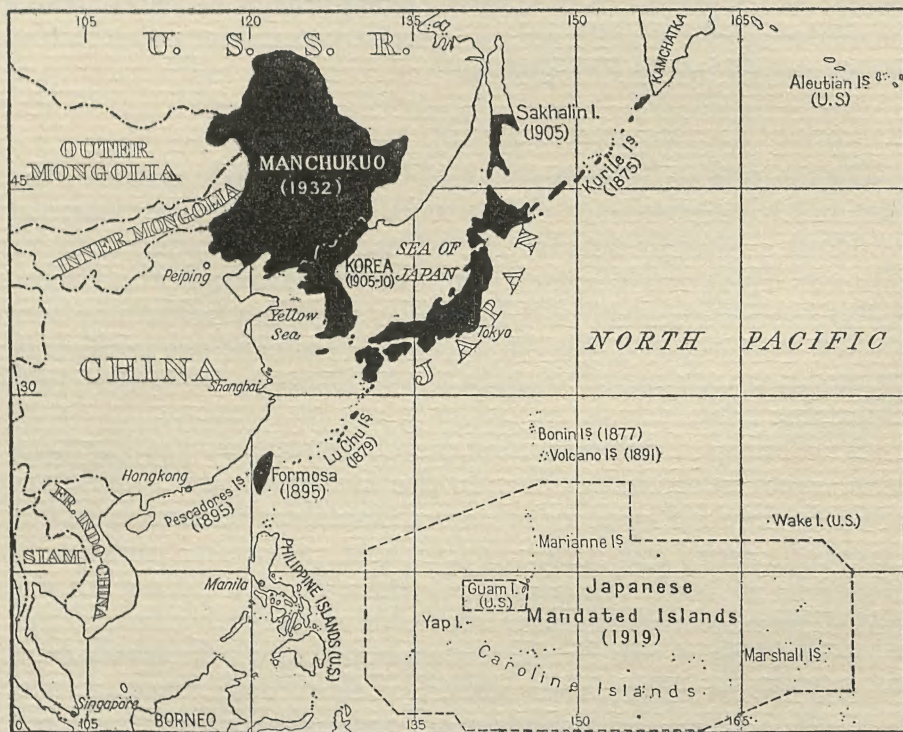 105
120
135
150
165
U. S. S. R.
KAMCHATKA
Aleutian IS
(U.S.)
Sakhalin I.
(1905)
OUTER
MONGOLIA
MANCHUKUO
(1932)
Kurile IS
(1875)
45
INNER MONGOLIA
SEA OF
JAPAN
KOREA
(1905-10)
Peiping
JAPAN
Yellow
Sea
Tokyo
NORTH PACIFIC
CHINA
Shanghai
30
Lu Chu IS
(1879)
Bonin IS (1877)
Volcano IS (1891)
Hongkong
Formosa
(1895)
Pescadores IS
(1895)
FR. INDO-
CHINA
Wake I. (U.S.)
Marianne IS
SIAM
PHILIPPINE ISLANDS (U.S.)
Manila
Guam I.
(U.S.)
Japanese
Mandated Islands
(1919)
Yap I.
Caroline Islands
Marshall IS
Singapore
BORNEO
0
105
120
135
150
165